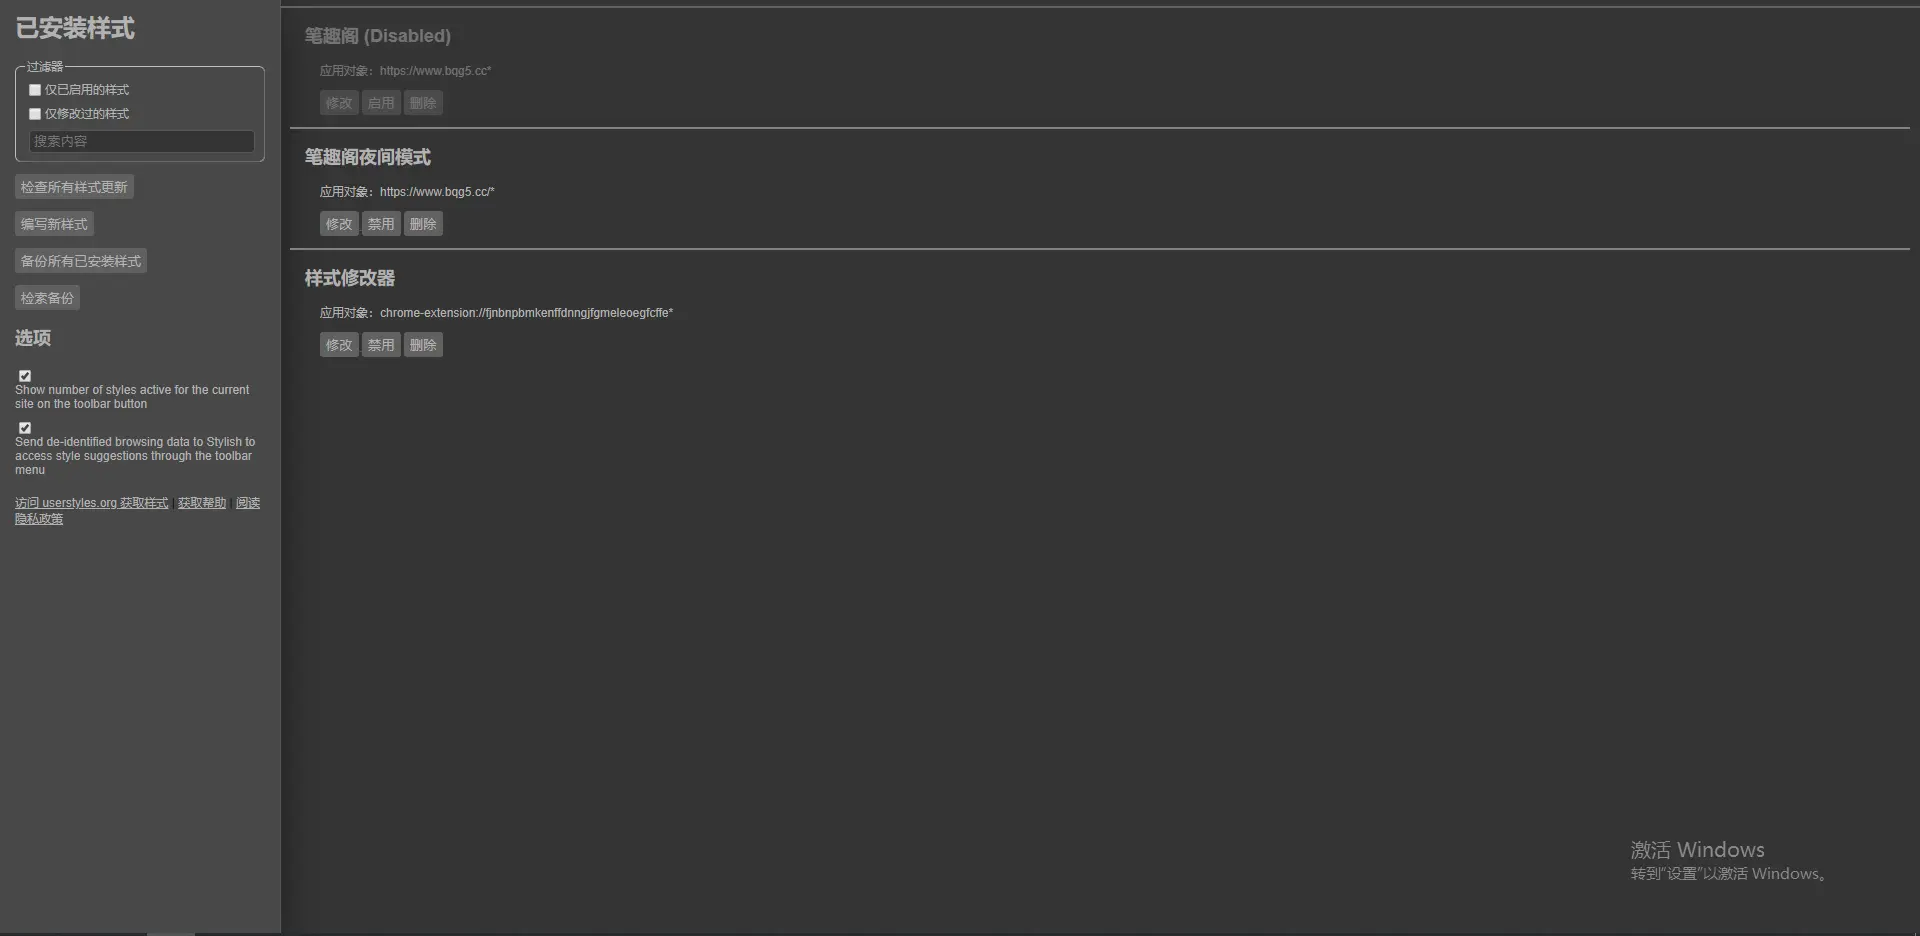 已安装样式
过滤器
仅已启用的样式
仅修改过的样式
搜索内容
检查所有样式更新
编写新样式
备份所有已安装样式
检索备份
选项
Show number of styles active for the current
site on the toolbar button
Send de-identified browsing data to Stylish to
access style suggestions through the toolbar
menu
访问 userstyles.org 获取样式 | 获取帮助 | 阅读
隐私政策
笔趣阁 (Disabled)
应用对象：https://www.bqg5.cc*
修改 启用 删除
笔趣阁夜间模式
应用对象：https://www.bqg5.cc/*
修改 禁用 删除
样式修改器
应用对象：chrome-extension://fjnbnpbmkenffdnngjfgmeleoegfcffe*
修改 禁用 删除
激活 Windows
转到“设置”以激活 Windows。